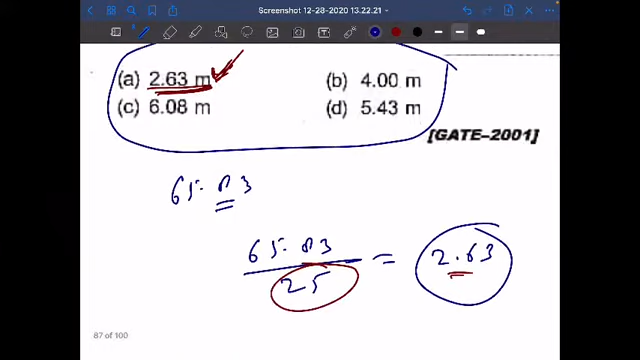 Screenshot 12-28-2020 13.22.21
(a) 2.63 m (b) 4.00 m
(c) 6.08 m (d) 5.43 m
[GATE-2001]
65.83
65.83
25 = 2.63
87 of 100